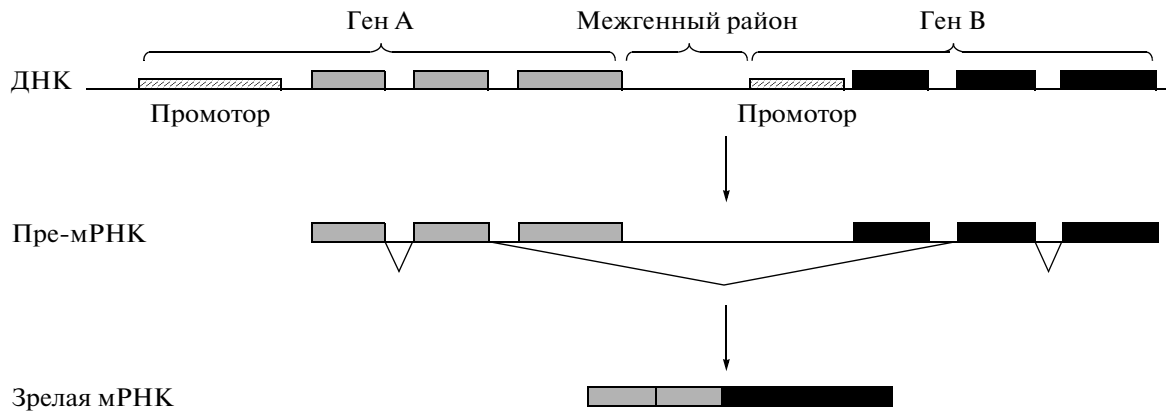 Ген А
Межгенный район
Ген В
ДНК
Промотор
Промотор
Пре-мРНК
Зрелая мРНК